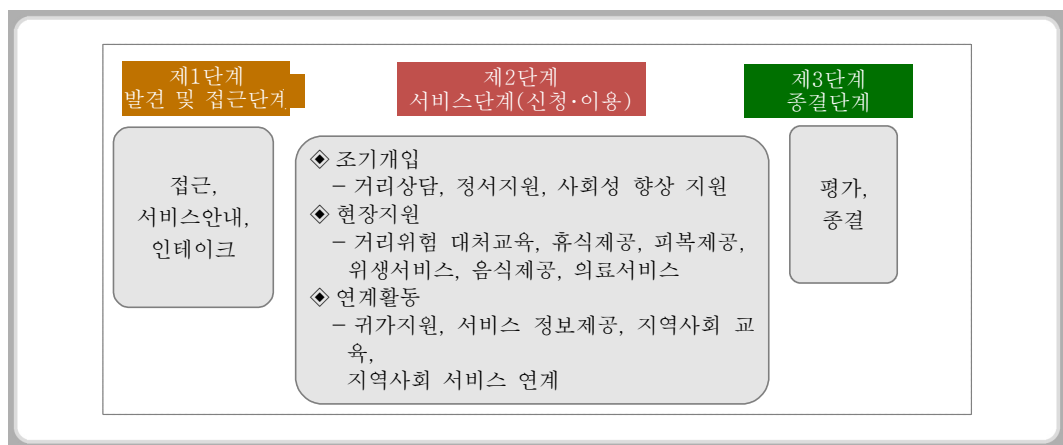 제1단계
발견 및 접근단계
제2단계
서비스단계(신청·이용)
제3단계
종결단계
접근,
서비스안내,
인테이크
◈ 조기개입
– 거리상담, 정서지원, 사회성 향상 지원
◈ 현장지원
– 거리위험 대처교육, 휴식제공, 피복제공,
위생서비스, 음식제공, 의료서비스
◈ 연계활동
– 귀가지원, 서비스 정보제공, 지역사회 교
육,
지역사회 서비스 연계
평가,
종결